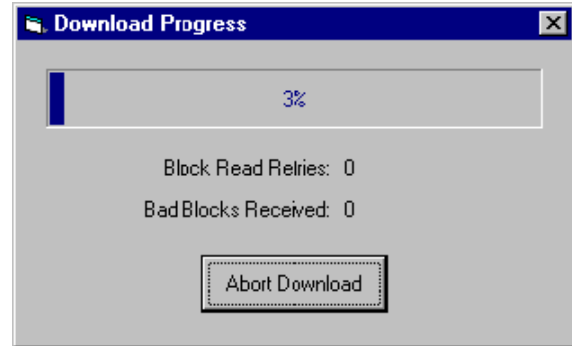 Download Progress
3%
Block Read Retries: 0
Bad Blocks Received: 0
Abort Download